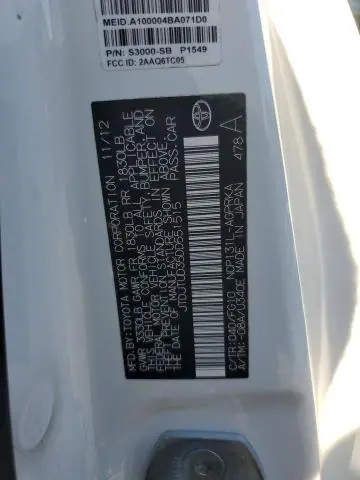 MEID:A100004BA071D0
P/N: S3000-SB P1549
FCC ID: 2AAQ6TC05
MFD.BY:TOYOTA MOTOR CORPORATION 11/12
GVWR 3330LB GAWR FR 1830LB RR 1830LB
THIS VEHICLE CONFORMS TO ALL APPLICABLE
FEDERAL MOTOR VEHICLE SAFETY, BUMPER, AND
THEFT PREVENTION STANDARDS IN EFFECT ON
THE DATE OF MANUFACTURE SHOWN ABOVE.
PASS.CAR
C/TR:040/FG10 NCP131L-AGPRKA
A/TM:-08A/U340E MADE IN JAPAN
478 A